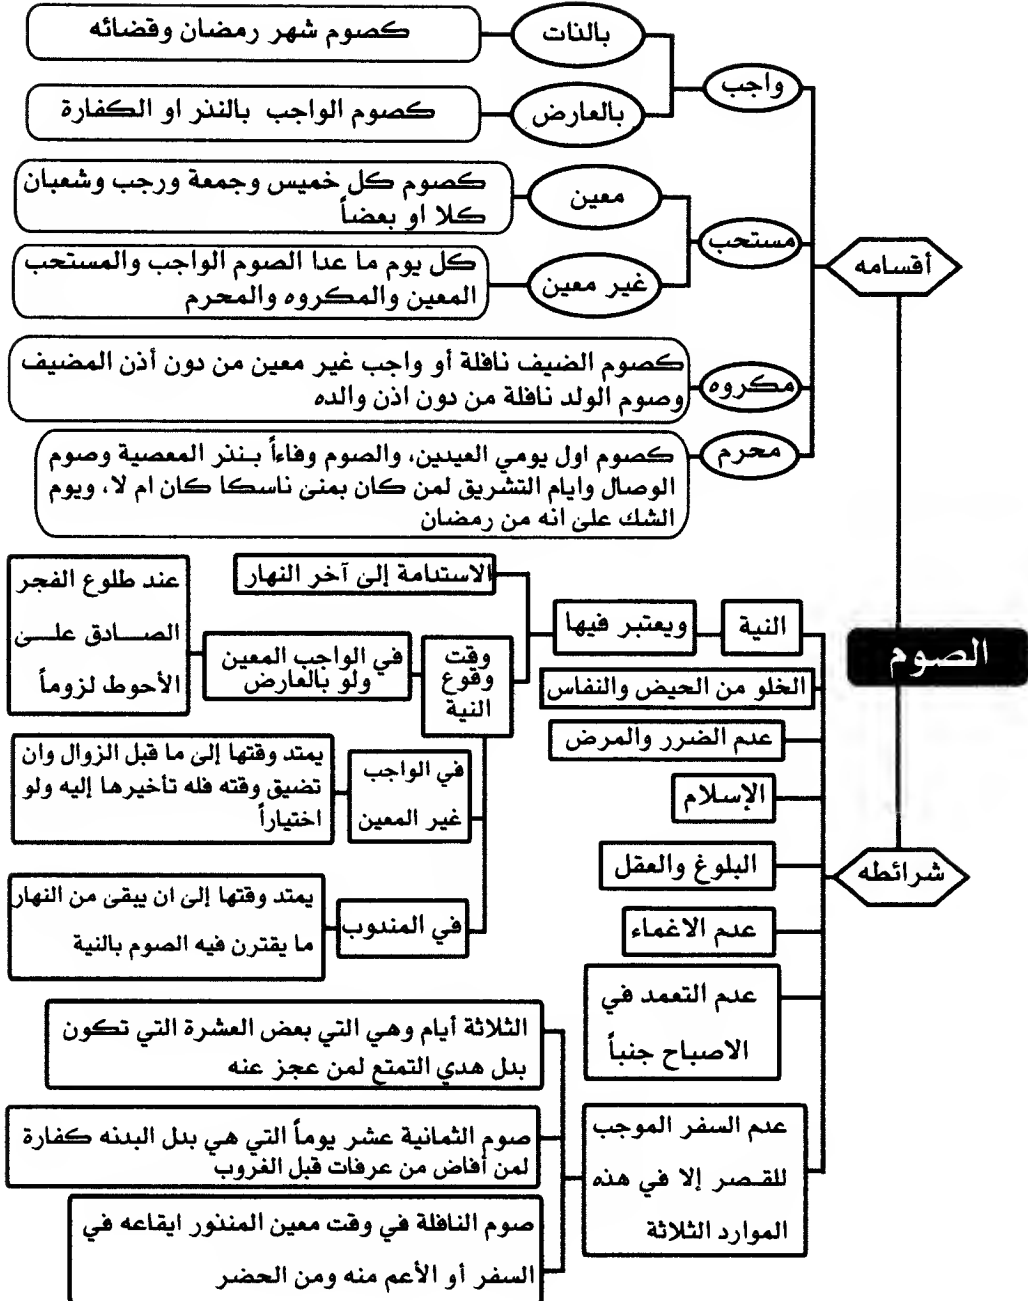 الصوم
أقسامه
واجب
بالذات
كصوم شهر رمضان وقضائه
بالعارض
كصوم الواجب بالنذر او الكفارة
مستحب
معين
كصوم كل خميس وجمعة ورجب وشعبان
كلا او بعضاً
غير معين
كل يوم ما عدا الصوم الواجب والمستحب
المعين والمكروه والمحرم
مكروه
كصوم الضيف نافلة أو واجب غير معين من دون أذن المضيف
وصوم الولد نافلة من دون اذن والده
محرم
كصوم اول يومي العيدين، والصوم وفاءاً بنذر المعصية وصوم
الوصال وايام التشريق لمن كان بمنىٰ ناسكا كان ام لا، ويوم
الشك علىٰ انه من رمضان
شرائطه
النية
ويعتبر فيها
الاستدامة إلىٰ آخر النهار
وقت
وقوع
النية
في الواجب المعين
ولو بالعارض
عند طلوع الفجر
الصادق علىٰ
الأحوط لزوماً
في الواجب
غير المعين
يمتد وقتها إلىٰ ما قبل الزوال وان
تضيق وقته فله تأخيرها إليه ولو
اختياراً
في المندوب
يمتد وقتها إلىٰ ان يبقىٰ من النهار
ما يقترن فيه الصوم بالنية
الخلو من الحيض والنفاس
عدم الضرر والمرض
الإسلام
البلوغ والعقل
عدم الاغماء
عدم التعمد في
الاصباح جنباً
عدم السفر الموجب
للقصر إلا في هذه
الموارد الثلاثة
الثلاثة أيام وهي التي بعض العشرة التي تكون
بدل هدي التمتع لمن عجز عنه
صوم الثمانية عشر يوماً التي هي بدل البدنه كفارة
لمن أفاض من عرفات قبل الغروب
صوم النافلة في وقت معين المنذور ايقاعه في
السفر أو الأعم منه ومن الحضر